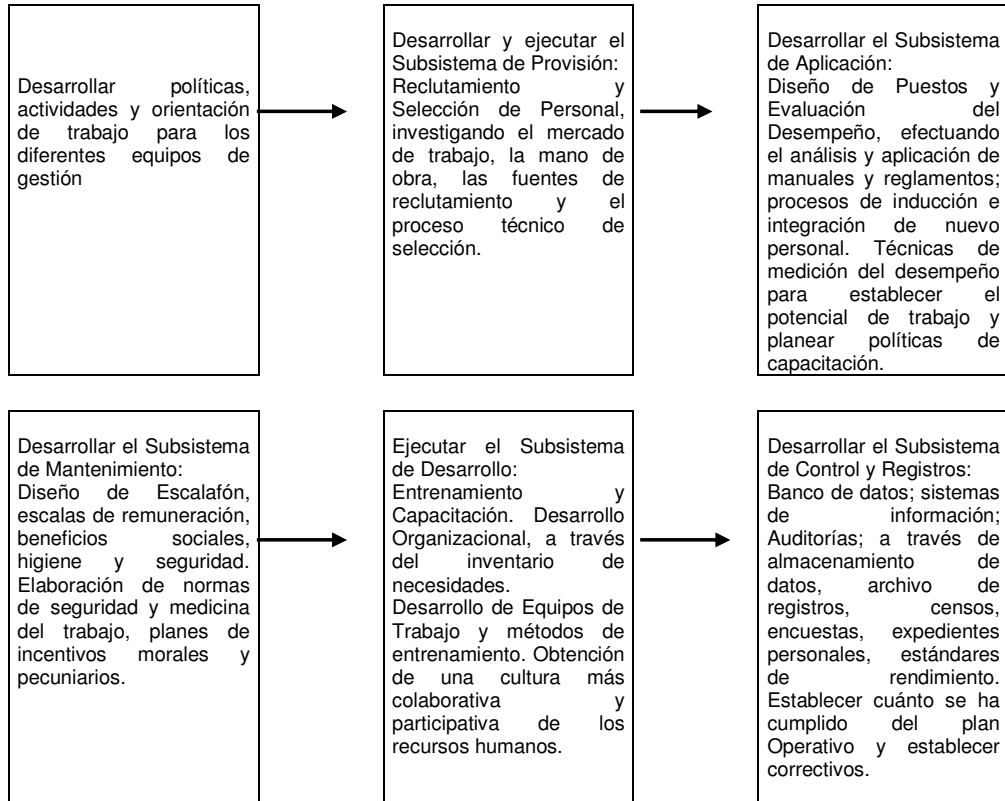 Desarrollar políticas,
actividades y orientación
de trabajo para los
diferentes equipos de
gestión
Desarrollar y ejecutar el
Subsistema de Provisión:
Reclutamiento y
Selección de Personal,
investigando el mercado
de trabajo, la mano de
obra, las fuentes de
reclutamiento y el
proceso técnico de
selección.
Desarrollar el Subsistema
de Aplicación:
Diseño de Puestos y
Evaluación del
Desempeño, efectuando
el análisis y aplicación de
manuales y reglamentos;
procesos de inducción e
integración de nuevo
personal. Técnicas de
medición del desempeño
para establecer el
potencial de trabajo y
planear políticas de
capacitación.
Desarrollar el Subsistema
de Mantenimiento:
Diseño de Escalafón,
escalas de remuneración,
beneficios sociales,
higiene y seguridad.
Elaboración de normas
de seguridad y medicina
del trabajo, planes de
incentivos morales y
pecuniarios.
Ejecutar el Subsistema
de Desarrollo:
Entrenamiento y
Capacitación. Desarrollo
Organizacional, a través
del inventario de
necesidades.
Desarrollo de Equipos de
Trabajo y métodos de
entrenamiento. Obtención
de una cultura más
colaborativa y
participativa de los
recursos humanos.
Desarrollar el Subsistema
de Control y Registros:
Banco de datos; sistemas
de información;
Auditorías; a través de
almacenamiento de
datos, archivo de
registros, censos,
encuestas, expedientes
personales, estándares
de rendimiento.
Establecer cuánto se ha
cumplido del plan
Operativo y establecer
correctivos.